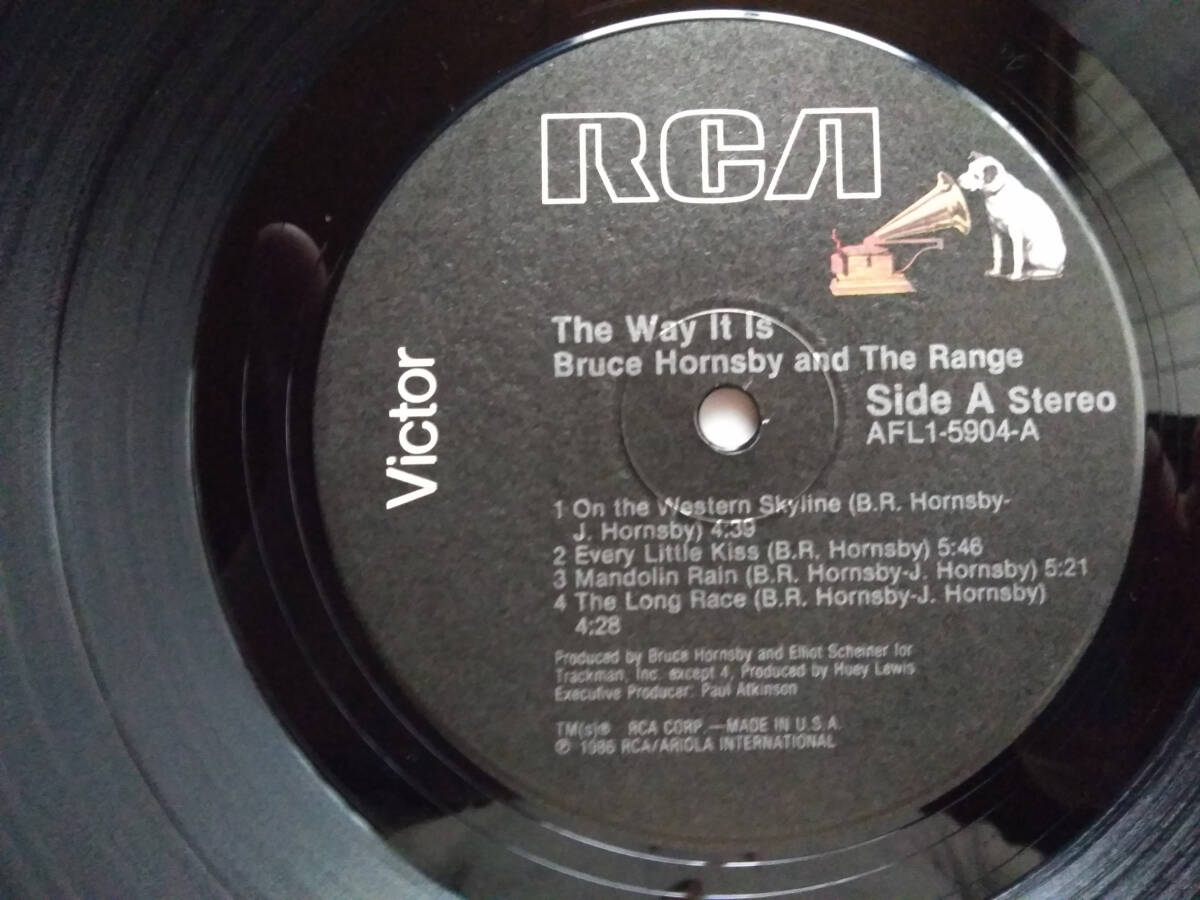 RCA
Victor
The Way It Is
Bruce Hornsby and The Range
Side A Stereo
AFL1-5904-A
1 On the Western Skyline (B.R. Hornsby-
J. Hornsby) 4:39
2 Every Little Kiss (B.R. Hornsby) 5:46
3 Mandolin Rain (B.R. Hornsby-J. Hornsby) 5:21
4 The Long Race (B.R. Hornsby-J. Hornsby)
4:28
Produced by Bruce Hornsby and Elliot Scheiner for
Trackman, Inc. except 4, Produced by Huey Lewis
Executive Producer: Paul Atkinson
TM(s)® RCA CORP.—MADE IN U.S.A.
℗ 1986 RCA/ARIOLA INTERNATIONAL